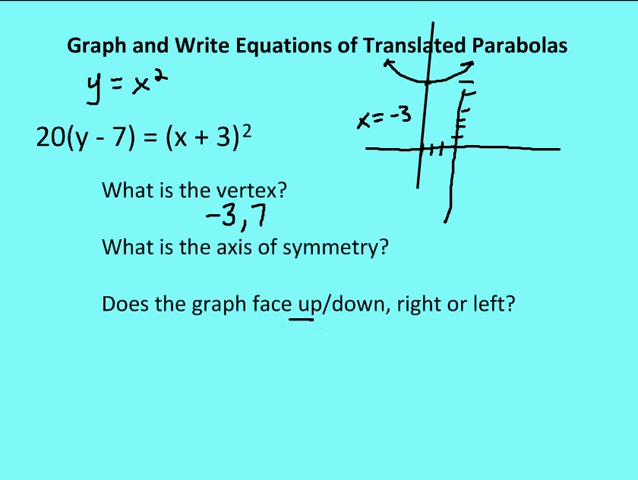 Graph and Write Equations of Translated Parabolas
y = x²
x = -3
20(y - 7) = (x + 3)²
What is the vertex?
-3, 7
What is the axis of symmetry?
Does the graph face up/down, right or left?